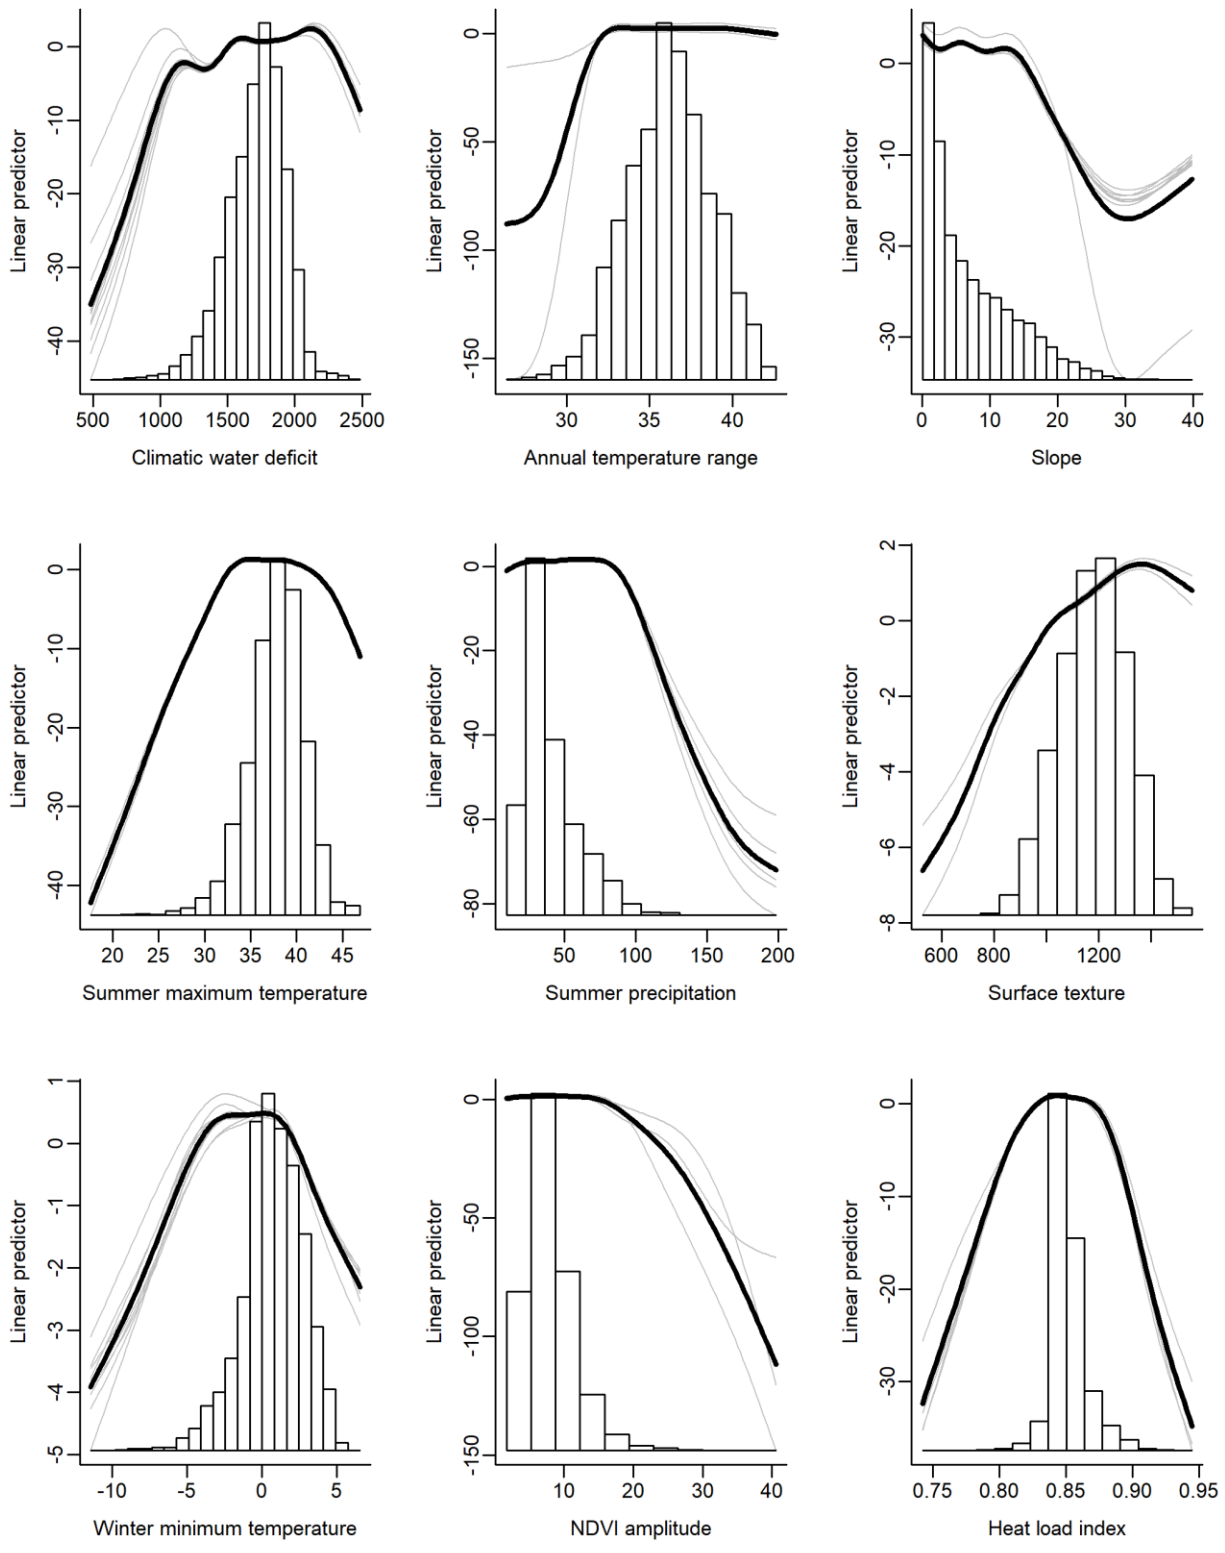 Linear predictor
0
-10
-20
-30
-40
500 1000 1500 2000 2500
Climatic water deficit
Linear predictor
0
-50
-100
-150
30 35 40
Annual temperature range
Linear predictor
0
-10
-20
-30
0 10 20 30 40
Slope
Linear predictor
0
-10
-20
-30
-40
20 25 30 35 40 45
Summer maximum temperature
Linear predictor
0
-20
-40
-60
-80
50 100 150 200
Summer precipitation
Linear predictor
2
0
-2
-4
-6
-8
600 800 1200
Surface texture
Linear predictor
1
0
-1
-2
-3
-4
-5
-10 -5 0 5
Winter minimum temperature
Linear predictor
0
-50
-100
-150
10 20 30 40
NDVI amplitude
Linear predictor
0
-10
-20
-30
0.75 0.80 0.85 0.90 0.95
Heat load index